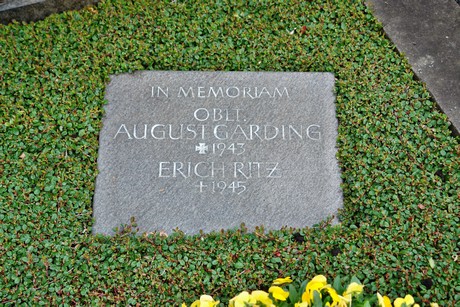 IN MEMORIAM
OBLT.
AUGUST GARDING
✠ 1943
ERICH RITZ
+ 1945